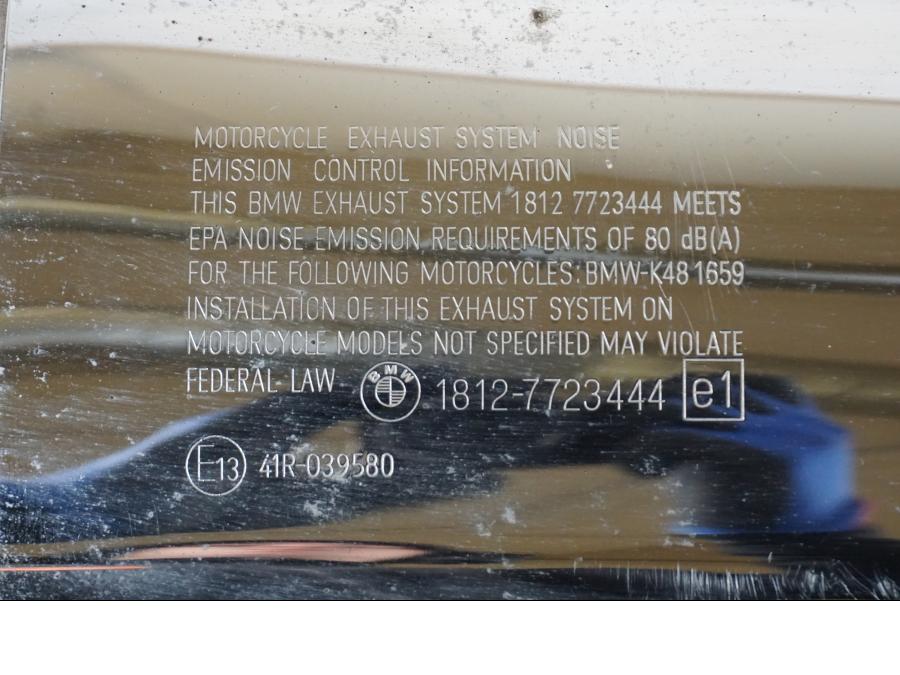 MOTORCYCLE EXHAUST SYSTEM NOISE
EMISSION CONTROL INFORMATION
THIS BMW EXHAUST SYSTEM 1812 7723444 MEETS
EPA NOISE EMISSION REQUIREMENTS OF 80 dB(A)
FOR THE FOLLOWING MOTORCYCLES: BMW-K48 1659
INSTALLATION OF THIS EXHAUST SYSTEM ON
MOTORCYCLE MODELS NOT SPECIFIED MAY VIOLATE
FEDERAL LAW BMW 1812-7723444 e1
E13 41R-039580